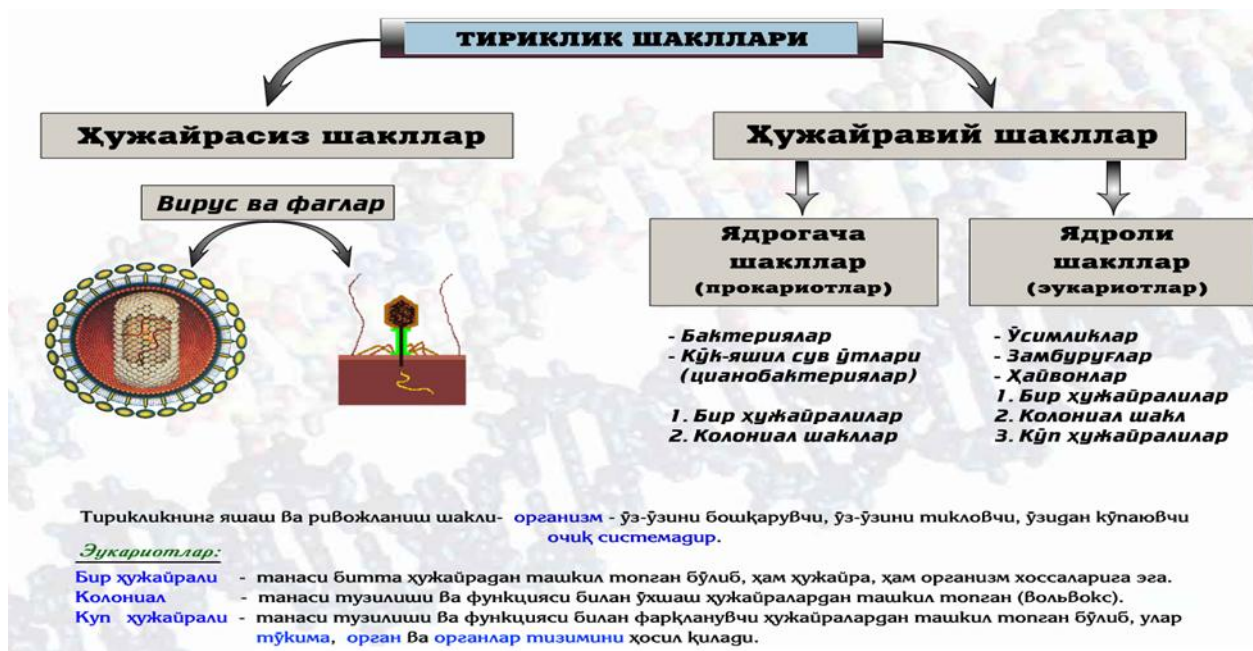 ТИРИКЛИК ШАКЛЛАРИ
Ҳужайрасиз шакллар
Ҳужайравий шакллар
Вирус ва фаглар
Ядрогача
шакллар
(прокариотлар)
Ядроли
шакллар
(эукариотлар)
- Бактериялар
- Кўк-яшил сув ўтлари
(цианобактериялар)
1. Бир ҳужайралилар
2. Колониал шакллар
- Ўсимликлар
- Замбуруғлар
- Ҳайвонлар
1. Бир ҳужайралилар
2. Колониал шакл
3. Кўп ҳужайралилар
Тирикликнинг яшаш ва ривожланиш шакли- организм - ўз-ўзини бошқарувчи, ўз-ўзини тикловчи, ўзидан кўпаювчи
очиқ системадир.
Эукариотлар:
Бир ҳужайрали - танаси битта ҳужайрадан ташкил топган бўлиб, ҳам ҳужайра, ҳам организм хоссаларига эга.
Колониал - танаси тузилиши ва функцияси билан ўхшаш ҳужайралардан ташкил топган (вольвокс).
Куп ҳужайрали - танаси тузилиши ва функцияси билан фарқланувчи ҳужайралардан ташкил топган бўлиб, улар
тўкима, орган ва органлар тизимини ҳосил қилади.